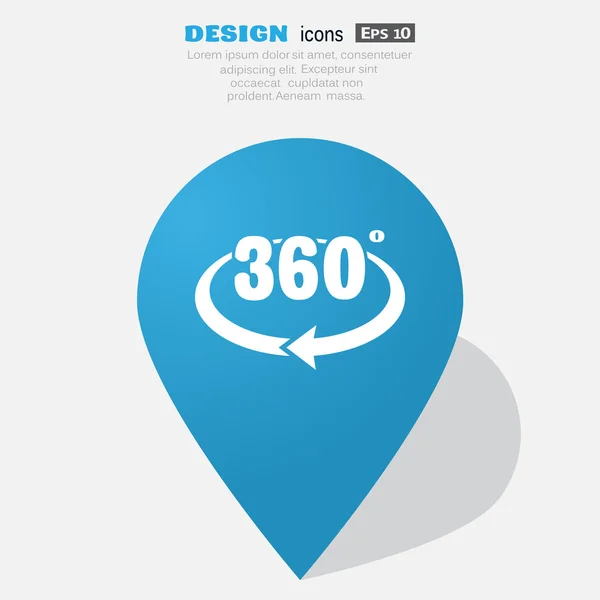 DESIGN icons Eps 10
Lorem ipsum dolor sit amet, consectetuer
adipiscing elit. Excepteur sint
occaecat cupldatat non
proldent.Aeneam massa.
360°